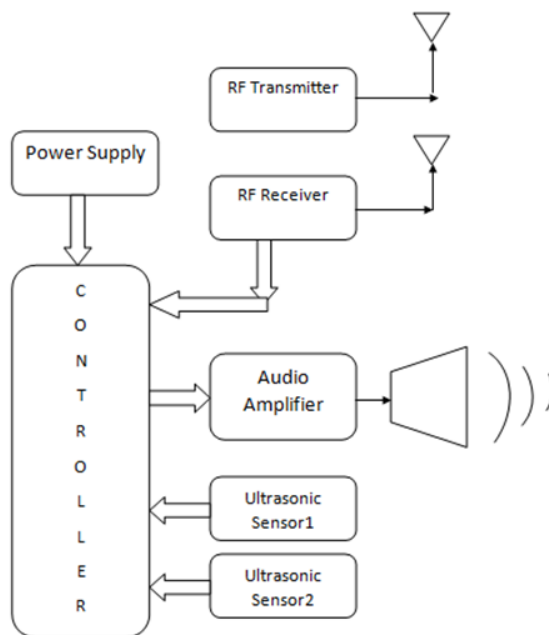 RF Transmitter
Power Supply
RF Receiver
C
O
N
T
R
O
L
L
E
R
Audio
Amplifier
Ultrasonic
Sensor1
Ultrasonic
Sensor2